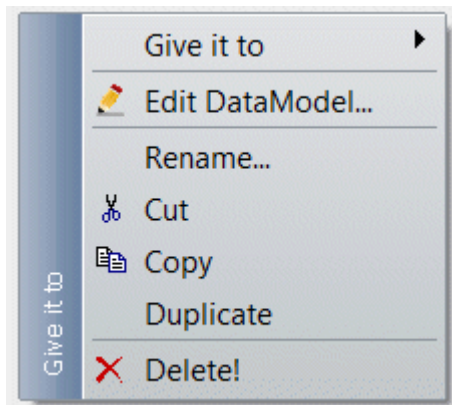 Give it to
Edit DataModel...
Rename...
Cut
Copy
Duplicate
Delete!
Give it to